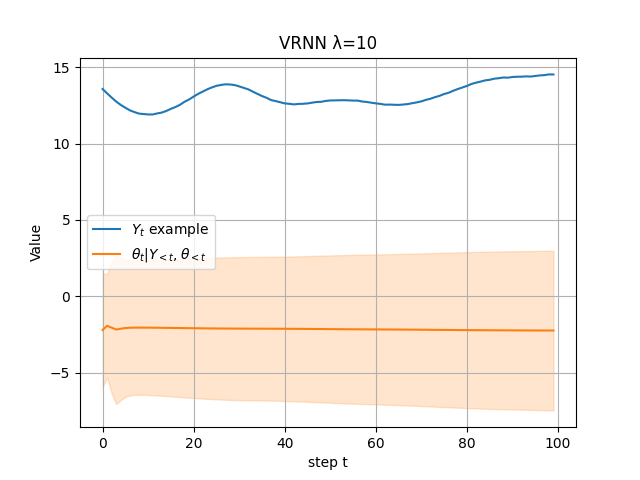 VRNN λ=10
Value
15
10
5
0
−5
Y_t example
θ_t|Y_{<t}, θ_{<t}
0
20
40
60
80
100
step t